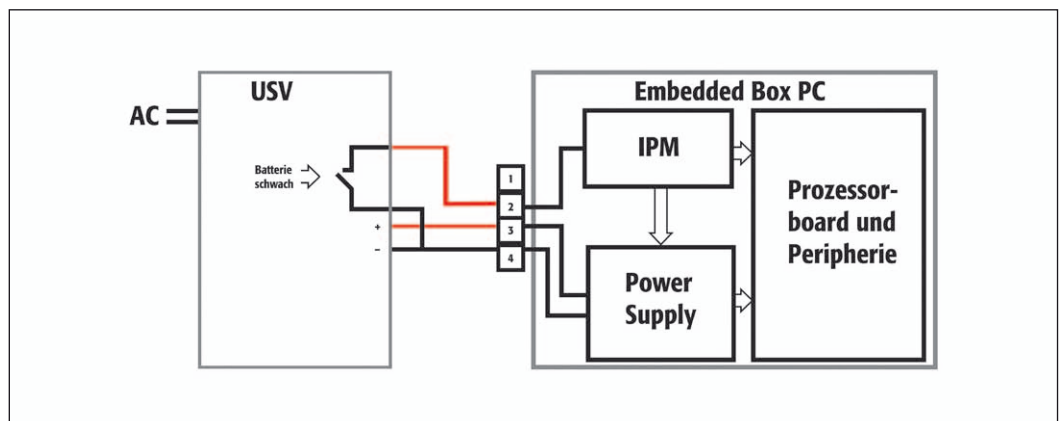 USV
AC
Batterie
schwach
+
–
1
2
3
4
Embedded Box PC
IPM
Power
Supply
Prozessor-
board und
Peripherie